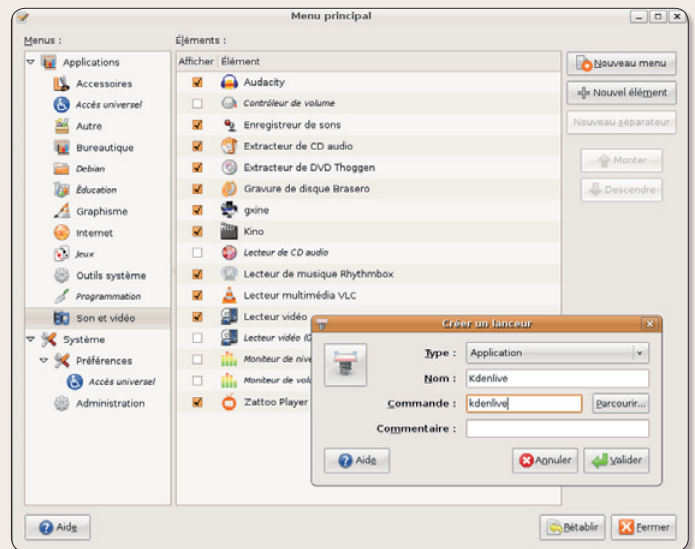 Menu principal
Menus :
Éléments :
Applications
Accessoires
Accès universel
Autre
Bureautique
Debian
Éducation
Graphisme
Internet
Jeux
Outils système
Programmation
Son et vidéo
Système
Préférences
Accès universel
Administration
Afficher Élément
Audacity
Contrôleur de volume
Enregistreur de sons
Extracteur de CD audio
Extracteur de DVD Thoggen
Gravure de disque Brasero
gxine
Kino
Lecteur de CD audio
Lecteur de musique Rhythmbox
Lecteur multimédia VLC
Lecteur vidéo
Lecteur vidéo
Moniteur de
Moniteur de
Zattoo Player
Nouveau menu
Nouvel élément
Nouveau séparateur
Monter
Descendre
Créer un lanceur
Type : Application
Nom : Kdenlive
Commande : kdenlive Parcourir...
Commentaire :
Aide Annuler Valider
Aide Rétablir Fermer